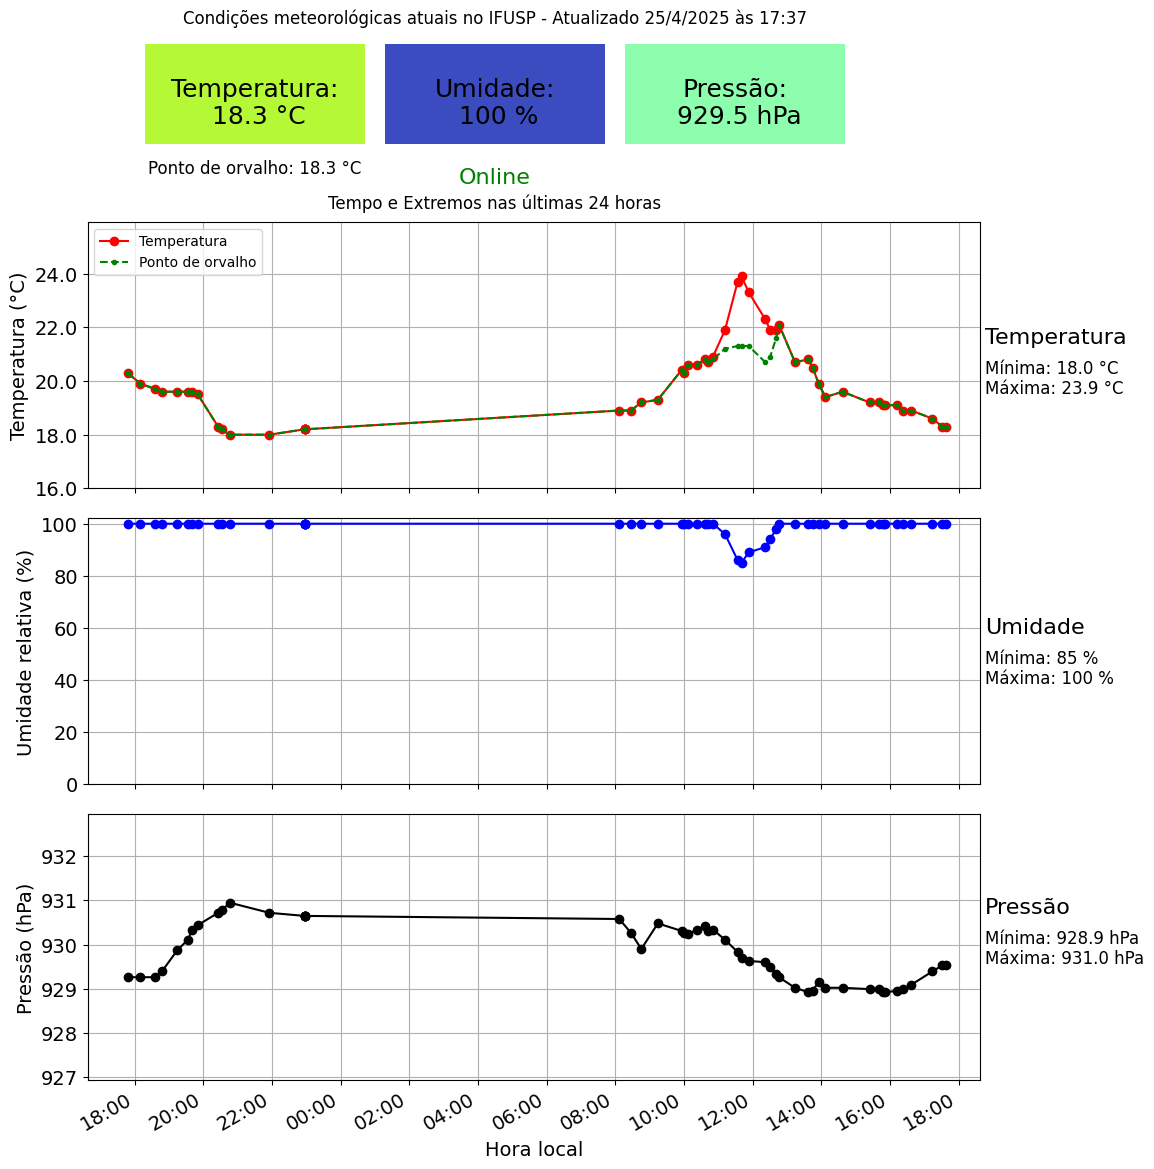 Condições meteorológicas atuais no IFUSP - Atualizado 25/4/2025 às 17:37
Temperatura:
18.3 °C
Umidade:
100 %
Pressão:
929.5 hPa
Ponto de orvalho: 18.3 °C
Online
Tempo e Extremos nas últimas 24 horas
Temperatura
Ponto de orvalho
Temperatura (°C)
24.0
22.0
20.0
18.0
16.0
Temperatura
Mínima: 18.0 °C
Máxima: 23.9 °C
Umidade relativa (%)
100
80
60
40
20
0
Umidade
Mínima: 85 %
Máxima: 100 %
Pressão (hPa)
932
931
930
929
928
927
Pressão
Mínima: 928.9 hPa
Máxima: 931.0 hPa
18:00
20:00
22:00
00:00
02:00
04:00
06:00
08:00
10:00
12:00
14:00
16:00
18:00
Hora local